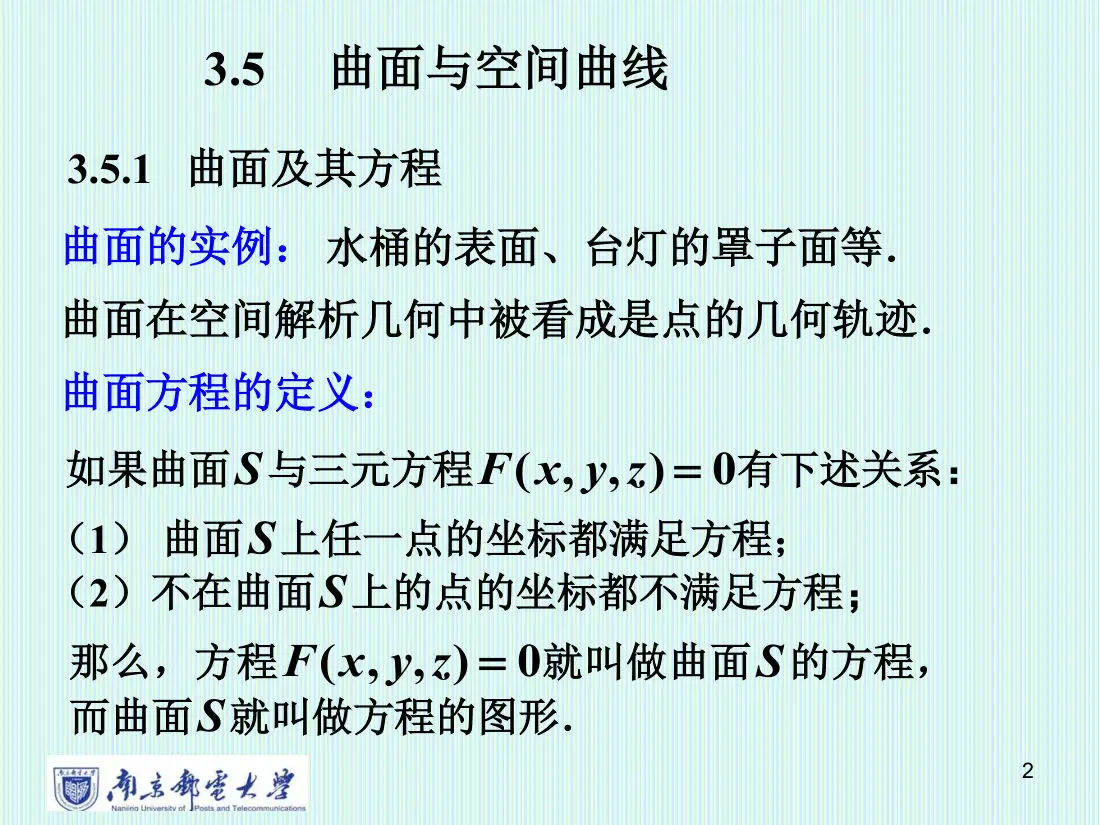 3.5 曲面与空间曲线
3.5.1 曲面及其方程
曲面的实例： 水桶的表面、台灯的罩子面等．
曲面在空间解析几何中被看成是点的几何轨迹．
曲面方程的定义：
如果曲面S与三元方程F(x, y, z) = 0有下述关系：
（1） 曲面S上任一点的坐标都满足方程；
（2）不在曲面S上的点的坐标都不满足方程；
那么，方程F(x, y, z) = 0就叫做曲面S的方程，
而曲面S就叫做方程的图形．
南京郵電大学
Nanjing University of Posts and Telecommunications
2